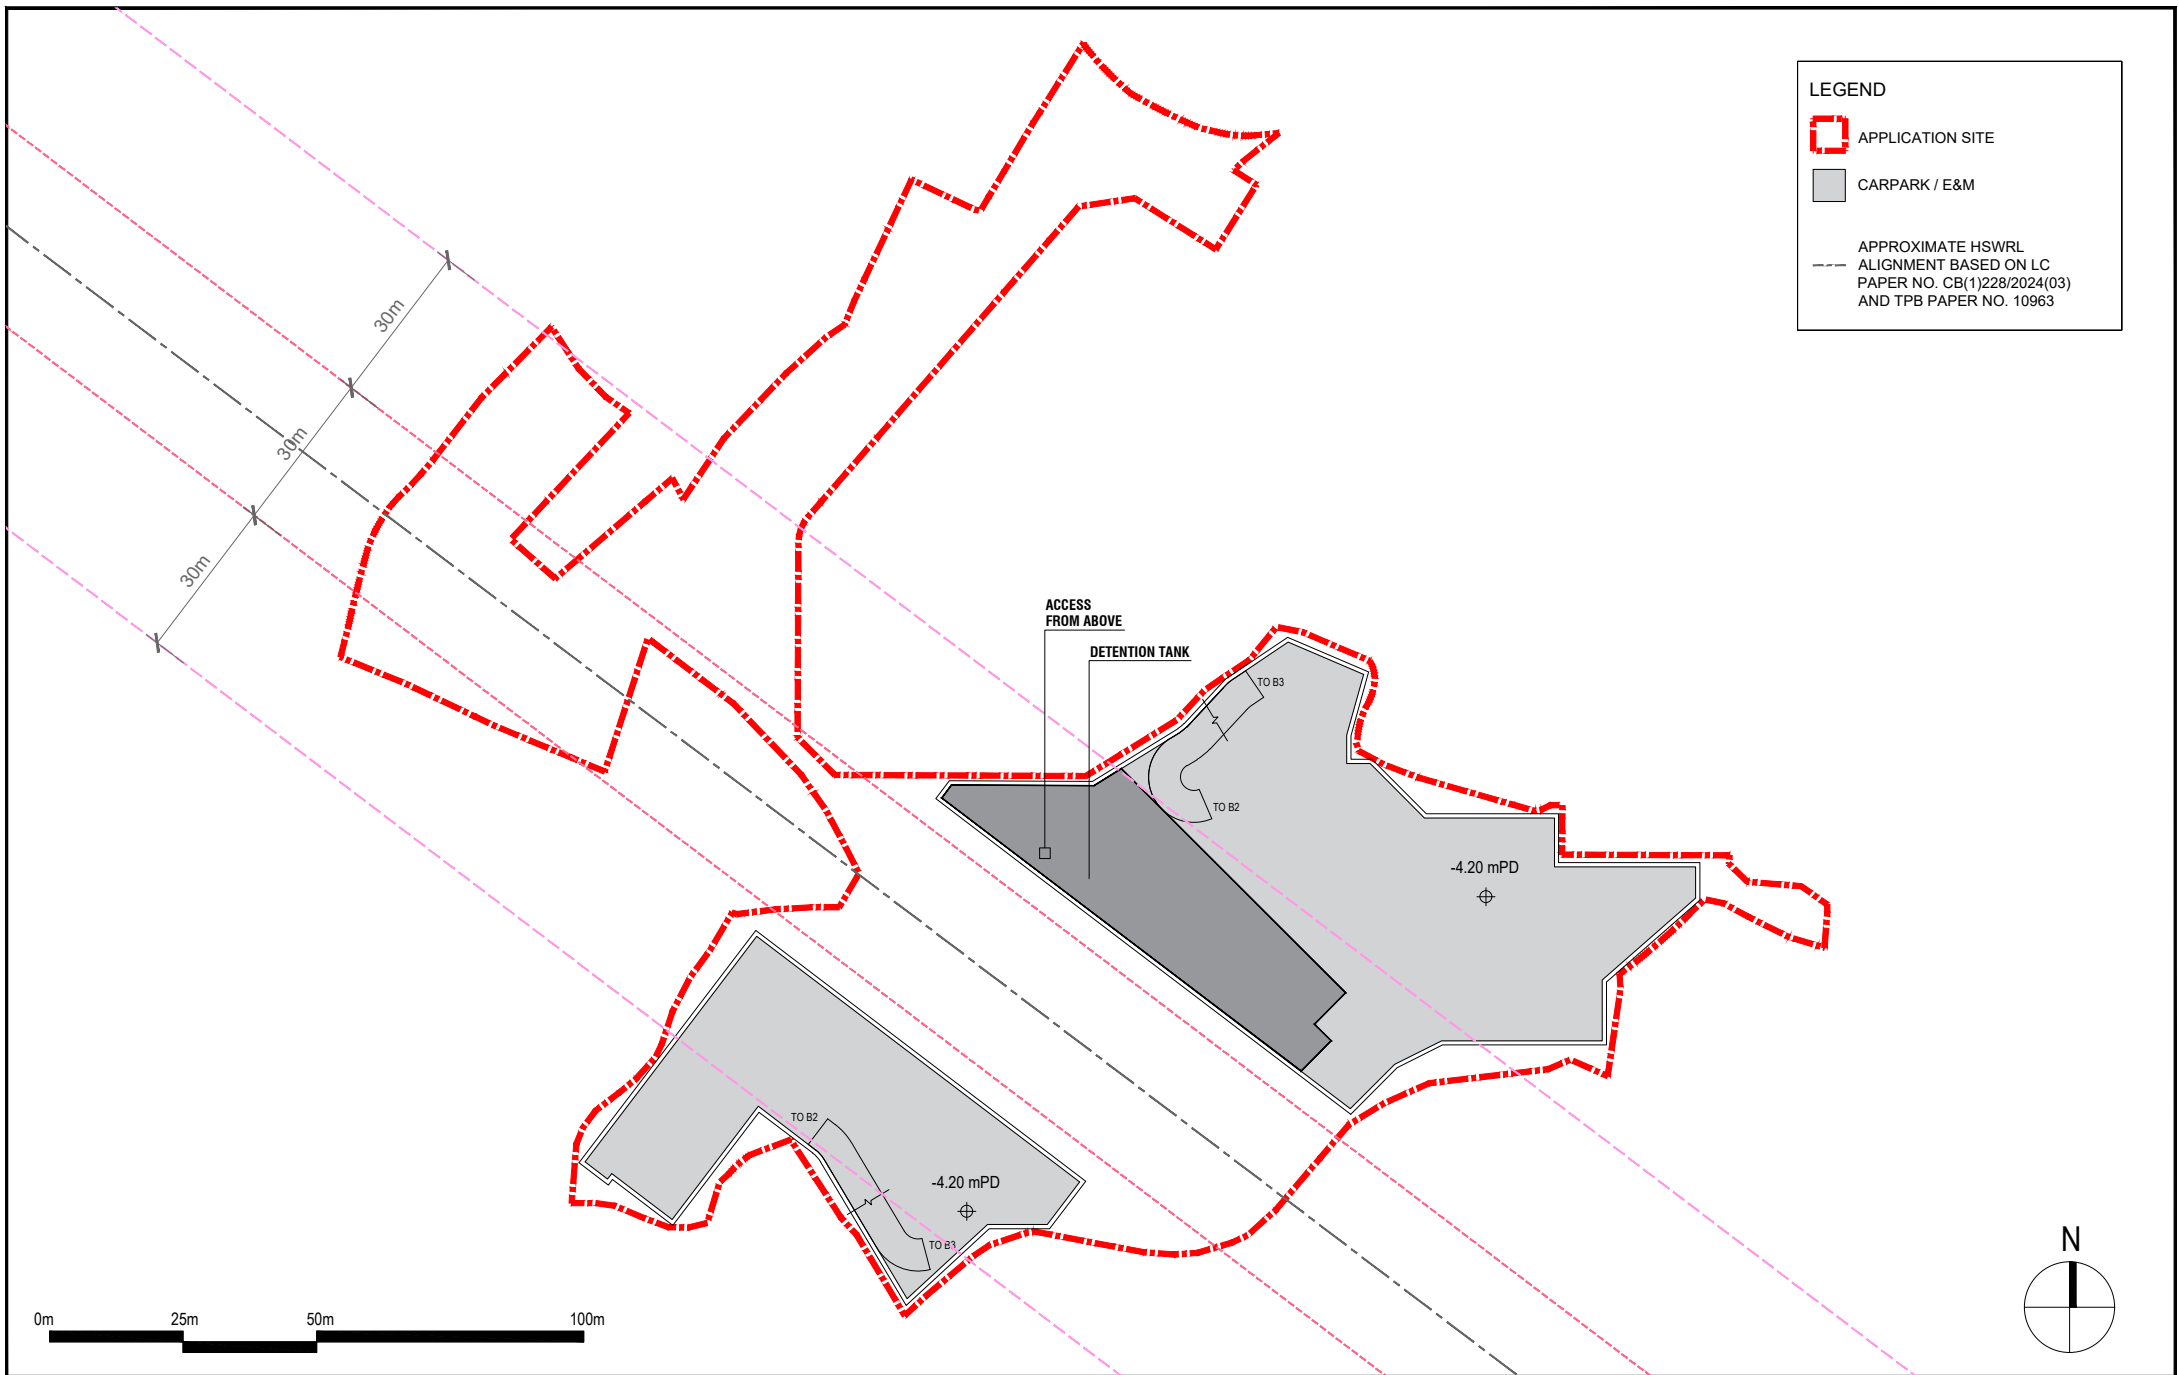 LEGEND
APPLICATION SITE
CARPARK / E&M
APPROXIMATE HSWRL
ALIGNMENT BASED ON LC
PAPER NO. CB(1)228/2024(03)
AND TPB PAPER NO. 10963
30m
30m
30m
ACCESS
FROM ABOVE
DETENTION TANK
TO B3
TO B2
-4.20 mPD
TO B2
-4.20 mPD
TO B3
N
0m
25m
50m
100m